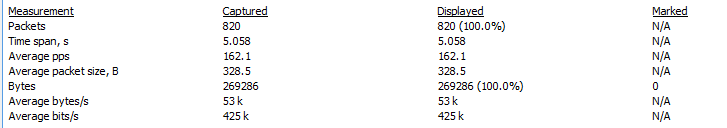 Measurement Captured Displayed Marked
Packets 820 820 (100.0%) N/A
Time span, s 5.058 5.058 N/A
Average pps 162.1 162.1 N/A
Average packet size, B 328.5 328.5 N/A
Bytes 269286 269286 (100.0%) 0
Average bytes/s 53 k 53 k N/A
Average bits/s 425 k 425 k N/A